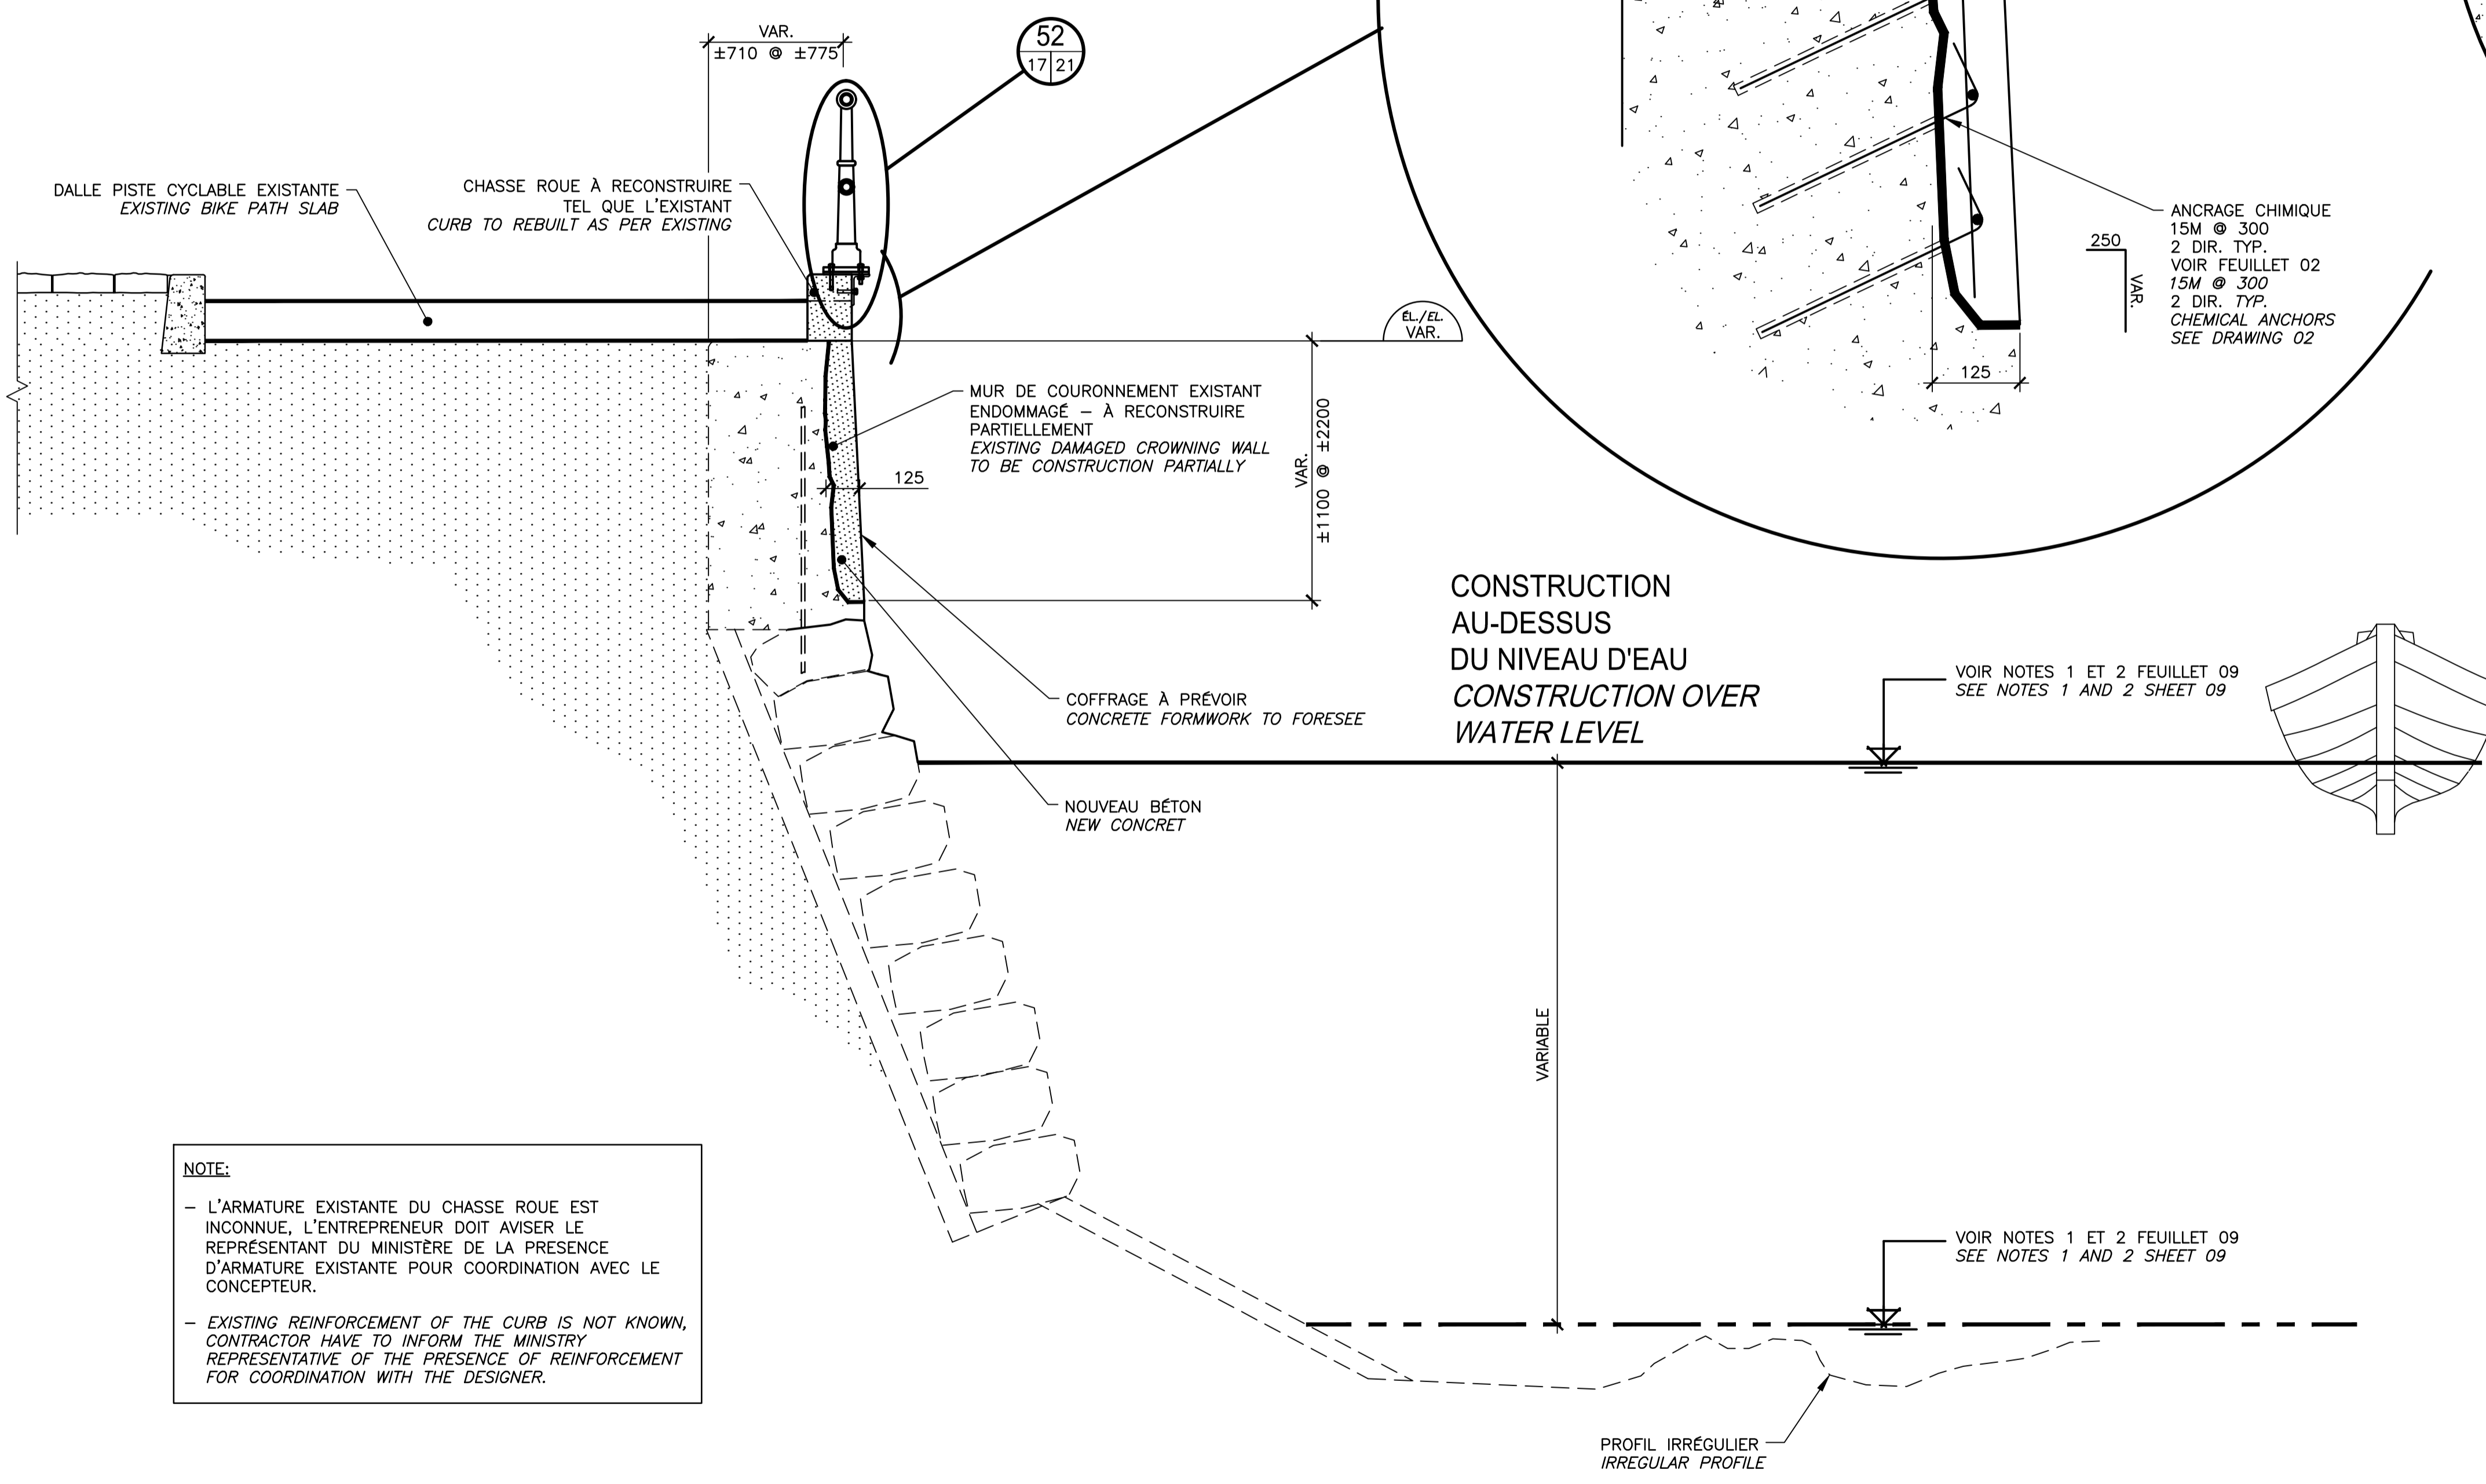 VAR.
±710 @ ±775
52
17 21
DALLE PISTE CYCLABLE EXISTANTE
EXISTING BIKE PATH SLAB
CHASSE ROUE À RECONSTRUIRE
TEL QUE L'EXISTANT
CURB TO REBUILT AS PER EXISTING
ANCRAGE CHIMIQUE
15M @ 300
2 DIR. TYP.
VOIR FEUILLET 02
15M @ 300
2 DIR. TYP.
CHEMICAL ANCHORS
SEE DRAWING 02
250
VAR.
125
ÉL./EL.
VAR.
MUR DE COURONNEMENT EXISTANT
ENDOMMAGÉ – À RECONSTRUIRE
PARTIELLEMENT
EXISTING DAMAGED CROWNING WALL
TO BE CONSTRUCTION PARTIALLY
125
VAR.
±1100 @ ±2200
CONSTRUCTION
AU-DESSUS
DU NIVEAU D'EAU
CONSTRUCTION OVER
WATER LEVEL
COFFRAGE À PRÉVOIR
CONCRETE FORMWORK TO FORESEE
VOIR NOTES 1 ET 2 FEUILLET 09
SEE NOTES 1 AND 2 SHEET 09
NOUVEAU BÉTON
NEW CONCRET
VARIABLE
NOTE:
– L'ARMATURE EXISTANTE DU CHASSE ROUE EST
INCONNUE, L'ENTREPRENEUR DOIT AVISER LE
REPRÉSENTANT DU MINISTÈRE DE LA PRESENCE
D'ARMATURE EXISTANTE POUR COORDINATION AVEC LE
CONCEPTEUR.
– EXISTING REINFORCEMENT OF THE CURB IS NOT KNOWN,
CONTRACTOR HAVE TO INFORM THE MINISTRY
REPRESENTATIVE OF THE PRESENCE OF REINFORCEMENT
FOR COORDINATION WITH THE DESIGNER.
VOIR NOTES 1 ET 2 FEUILLET 09
SEE NOTES 1 AND 2 SHEET 09
PROFIL IRRÉGULIER
IRREGULAR PROFILE